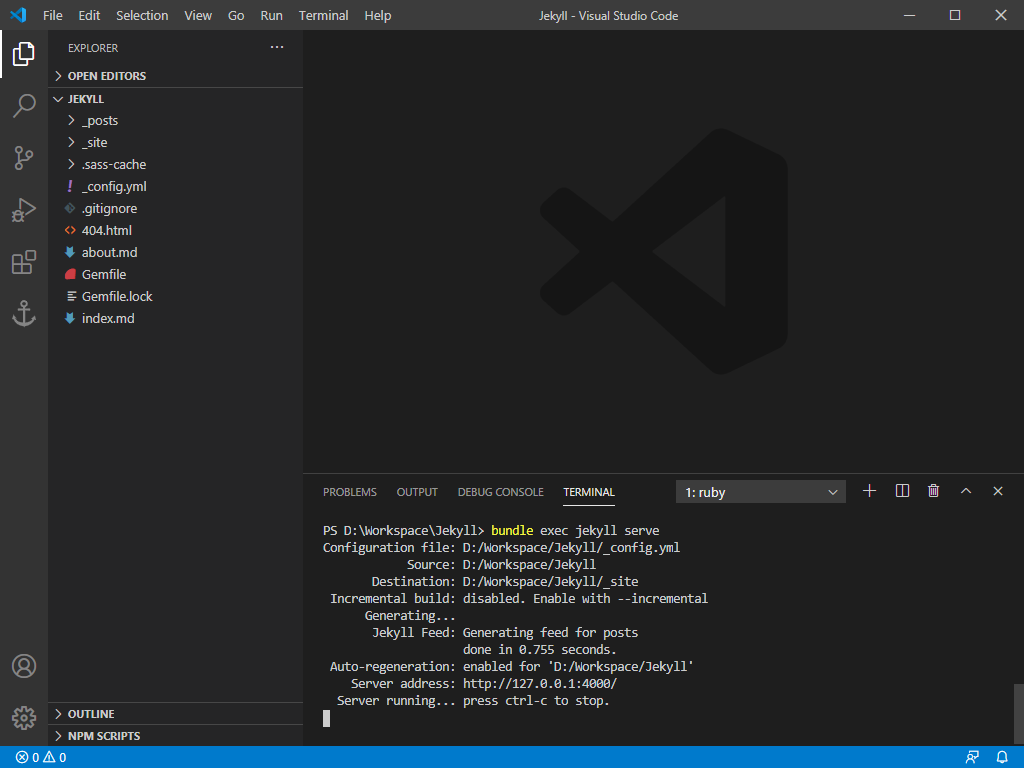 File Edit Selection View Go Run Terminal Help
Jekyll - Visual Studio Code
EXPLORER
OPEN EDITORS
JEKYLL
_posts
_site
.sass-cache
_config.yml
.gitignore
404.html
about.md
Gemfile
Gemfile.lock
index.md
OUTLINE
NPM SCRIPTS
PROBLEMS OUTPUT DEBUG CONSOLE TERMINAL
1: ruby
PS D:\Workspace\Jekyll> bundle exec jekyll serve
Configuration file: D:/Workspace/Jekyll/_config.yml
Source: D:/Workspace/Jekyll
Destination: D:/Workspace/Jekyll/_site
Incremental build: disabled. Enable with --incremental
Generating...
Jekyll Feed: Generating feed for posts
done in 0.755 seconds.
Auto-regeneration: enabled for 'D:/Workspace/Jekyll'
Server address: http://127.0.0.1:4000/
Server running... press ctrl-c to stop.
0 0